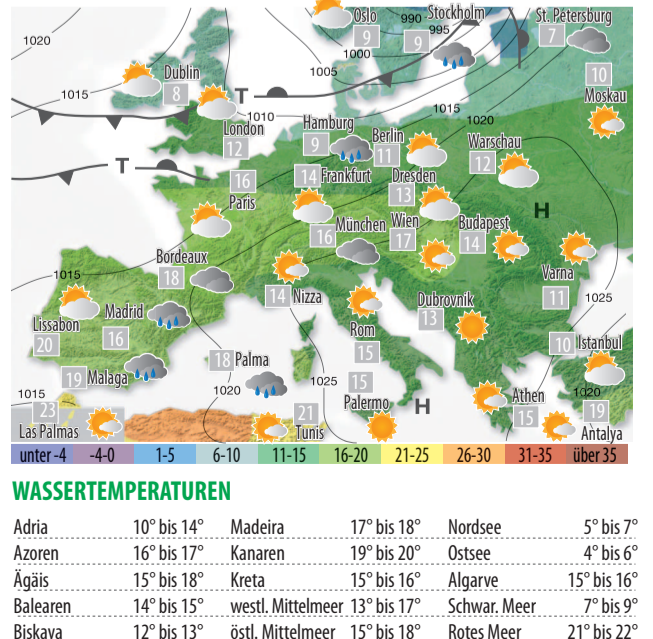 Oslo
9
990
995
Stockholm
9
St. Petersburg
7
1020
1000
1005
10
Moskau
Dublin
8
1015
T
1010
1015
1020
London
12
Hamburg
9
Berlin
11
Warschau
12
T
16
Paris
14
Frankfurt
Dresden
13
H
16
München
Wien
17
Budapest
14
Bordeaux
18
1015
14
Nizza
Varna
11
1025
Lissabon
20
Madrid
16
Dubrovnik
13
Rom
15
10
Istanbul
19
Malaga
18
Palma
1020
1025
15
Palermo
H
Athen
15
1020
19
Antalya
1015
23
Las Palmas
21
Tunis
unter -4 -4-0 1-5 6-10 11-15 16-20 21-25 26-30 31-35 über 35
WASSERTEMPERATUREN
Adria 10° bis 14° Madeira 17° bis 18° Nordsee 5° bis 7°
Azoren 16° bis 17° Kanaren 19° bis 20° Ostsee 4° bis 6°
Ägäis 15° bis 18° Kreta 15° bis 16° Algarve 15° bis 16°
Balearen 14° bis 15° westl. Mittelmeer 13° bis 17° Schwar. Meer 7° bis 9°
Biskaya 12° bis 13° östl. Mittelmeer 15° bis 18° Rotes Meer 21° bis 22°